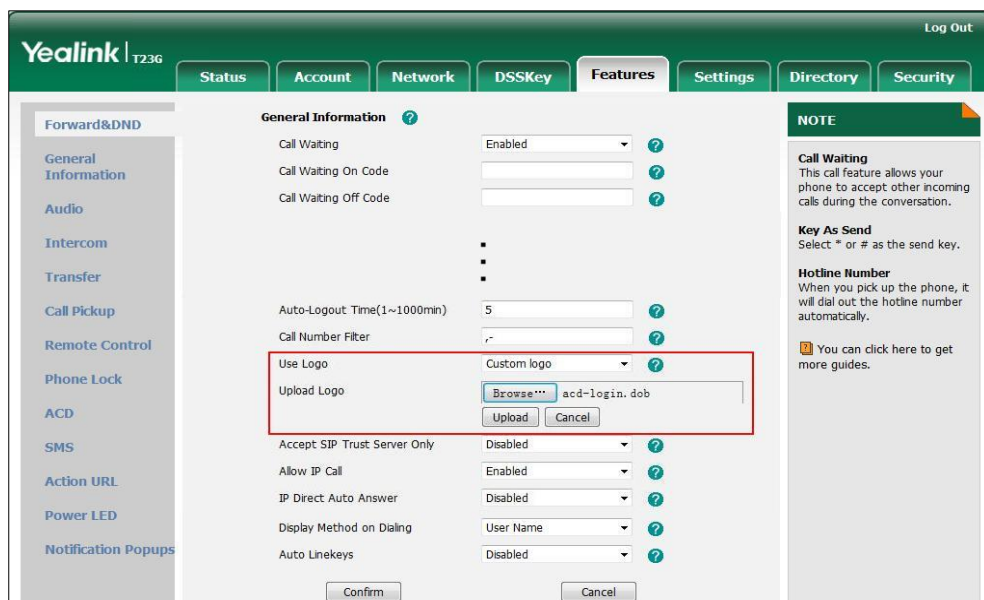 Log Out
Yealink T23G
Status Account Network DSSKey Features Settings Directory Security
Forward&DND
General
Information
Audio
Intercom
Transfer
Call Pickup
Remote Control
Phone Lock
ACD
SMS
Action URL
Power LED
Notification Popups
General Information ?
Call Waiting Enabled ?
Call Waiting On Code ?
Call Waiting Off Code ?
Auto-Logout Time(1~1000min) 5 ?
Call Number Filter ,- ?
Use Logo Custom logo ?
Upload Logo Browse… acd-login.dob
Upload Cancel
Accept SIP Trust Server Only Disabled ?
Allow IP Call Enabled ?
IP Direct Auto Answer Disabled ?
Display Method on Dialing User Name ?
Auto Linekeys Disabled ?
Confirm Cancel
NOTE
Call Waiting
This call feature allows your
phone to accept other incoming
calls during the conversation.
Key As Send
Select * or # as the send key.
Hotline Number
When you pick up the phone, it
will dial out the hotline number
automatically.
? You can click here to get
more guides.